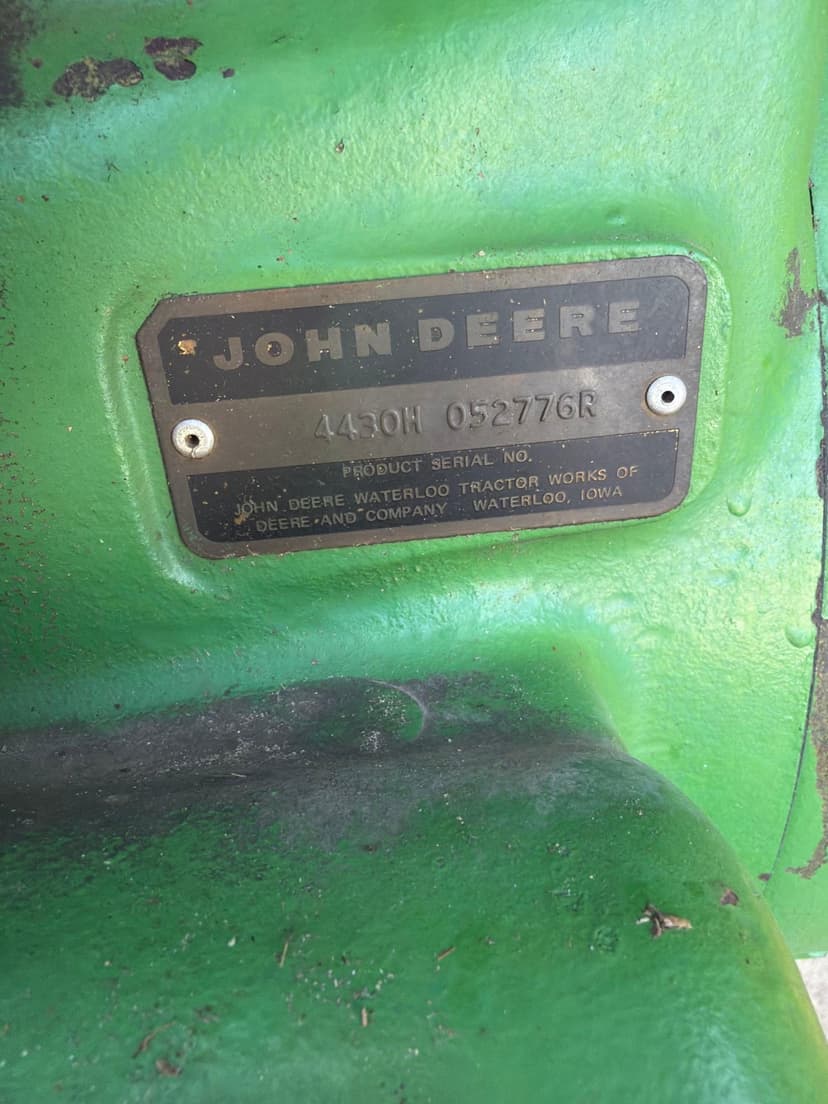 JOHN DEERE
4430H 052776R
PRODUCT SERIAL NO.
JOHN DEERE WATERLOO TRACTOR WORKS OF
DEERE AND COMPANY WATERLOO, IOWA